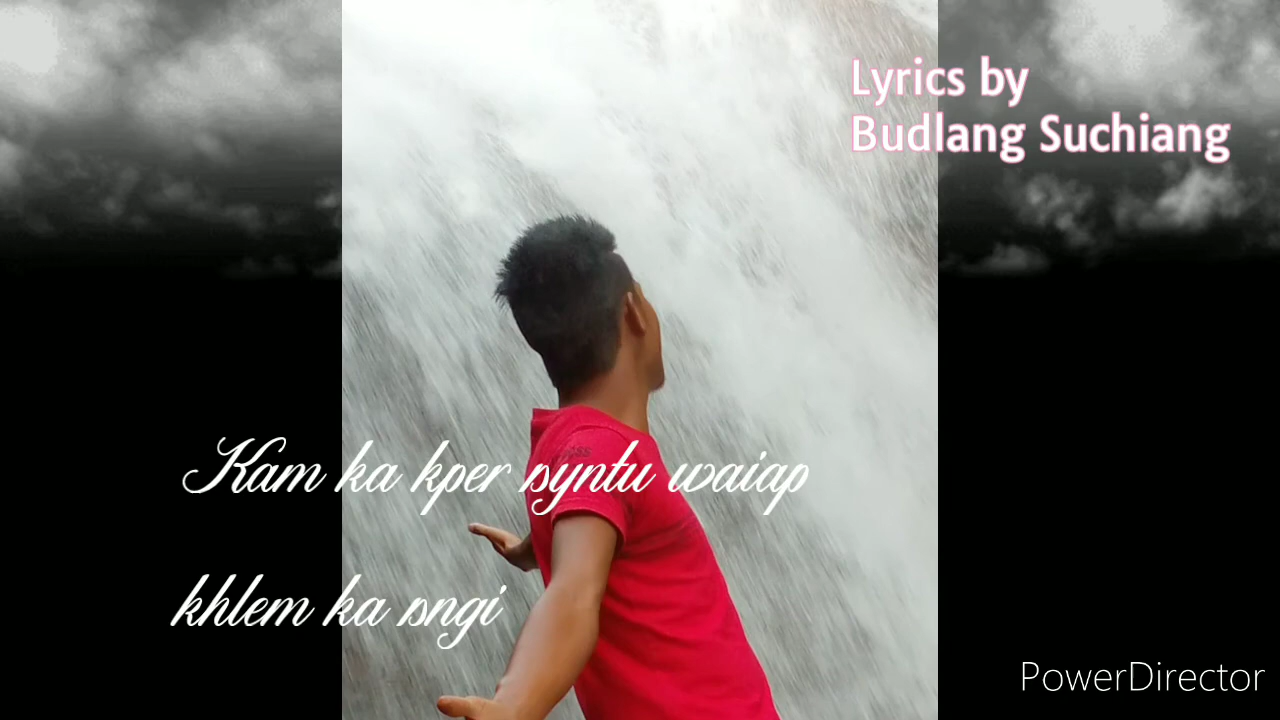 Lyrics by
Budlang Suchiang
Kam ka kper syntu waiap
khlem ka sngi
PowerDirector